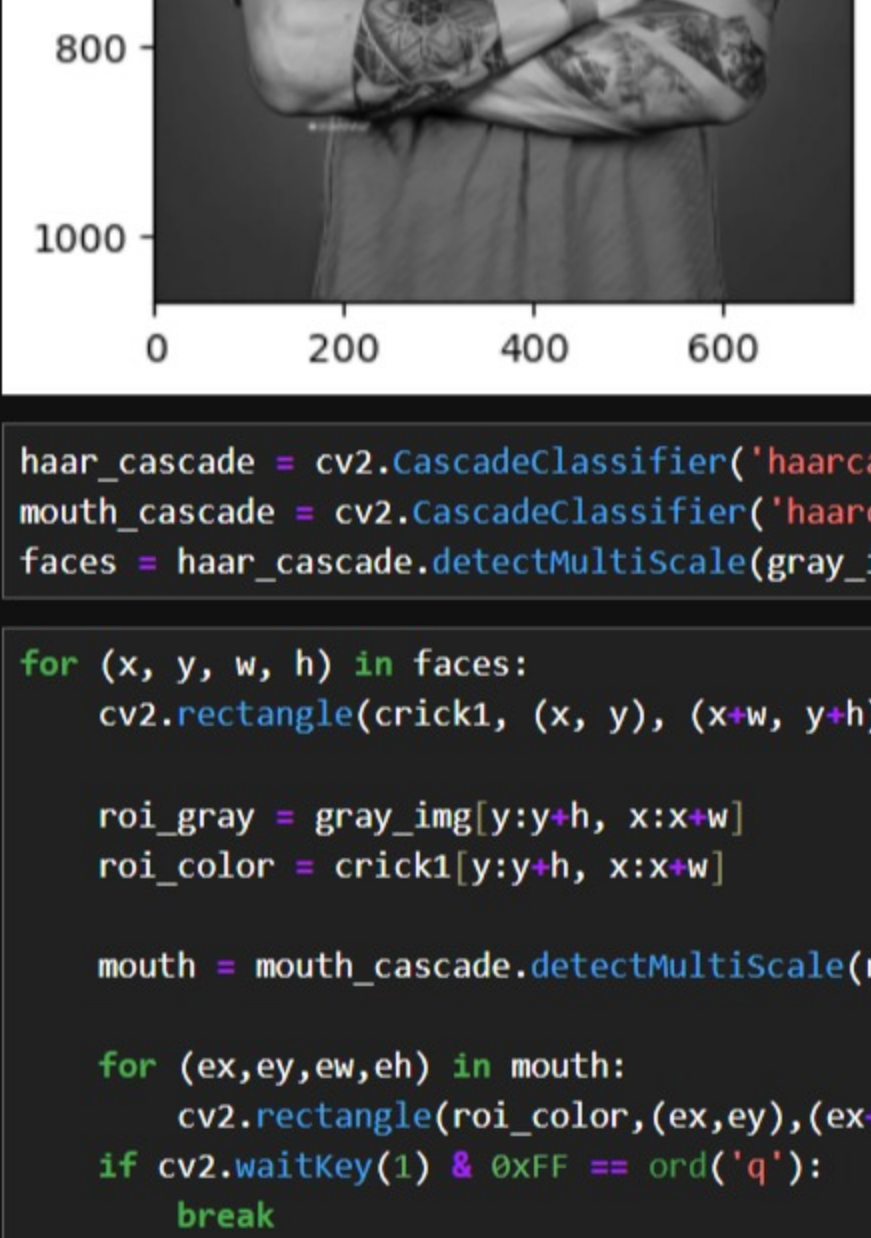 800
1000
0 200 400 600
haar_cascade = cv2.CascadeClassifier('haarca
mouth_cascade = cv2.CascadeClassifier('haar
faces = haar_cascade.detectMultiScale(gray_
for (x, y, w, h) in faces:
cv2.rectangle(crick1, (x, y), (x+w, y+h)
roi_gray = gray_img[y:y+h, x:x+w]
roi_color = crick1[y:y+h, x:x+w]
mouth = mouth_cascade.detectMultiScale(
for (ex,ey,ew,eh) in mouth:
cv2.rectangle(roi_color,(ex,ey),(ex+
if cv2.waitKey(1) & 0xFF == ord('q'):
break